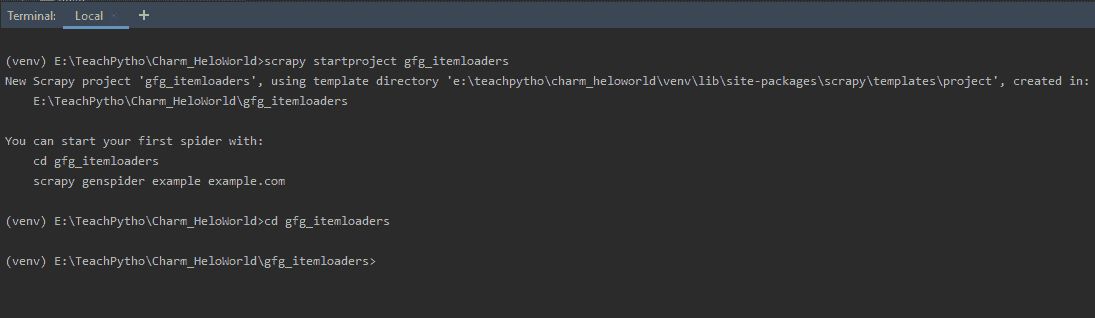 Terminal: Local × +
(venv) E:\TeachPytho\Charm_HeloWorld>scrapy startproject gfg_itemloaders
New Scrapy project 'gfg_itemloaders', using template directory 'e:\teachpytho\charm_heloworld\venv\lib\site-packages\scrapy\templates\project', created in:
    E:\TeachPytho\Charm_HeloWorld\gfg_itemloaders
You can start your first spider with:
    cd gfg_itemloaders
    scrapy genspider example example.com
(venv) E:\TeachPytho\Charm_HeloWorld>cd gfg_itemloaders
(venv) E:\TeachPytho\Charm_HeloWorld\gfg_itemloaders>